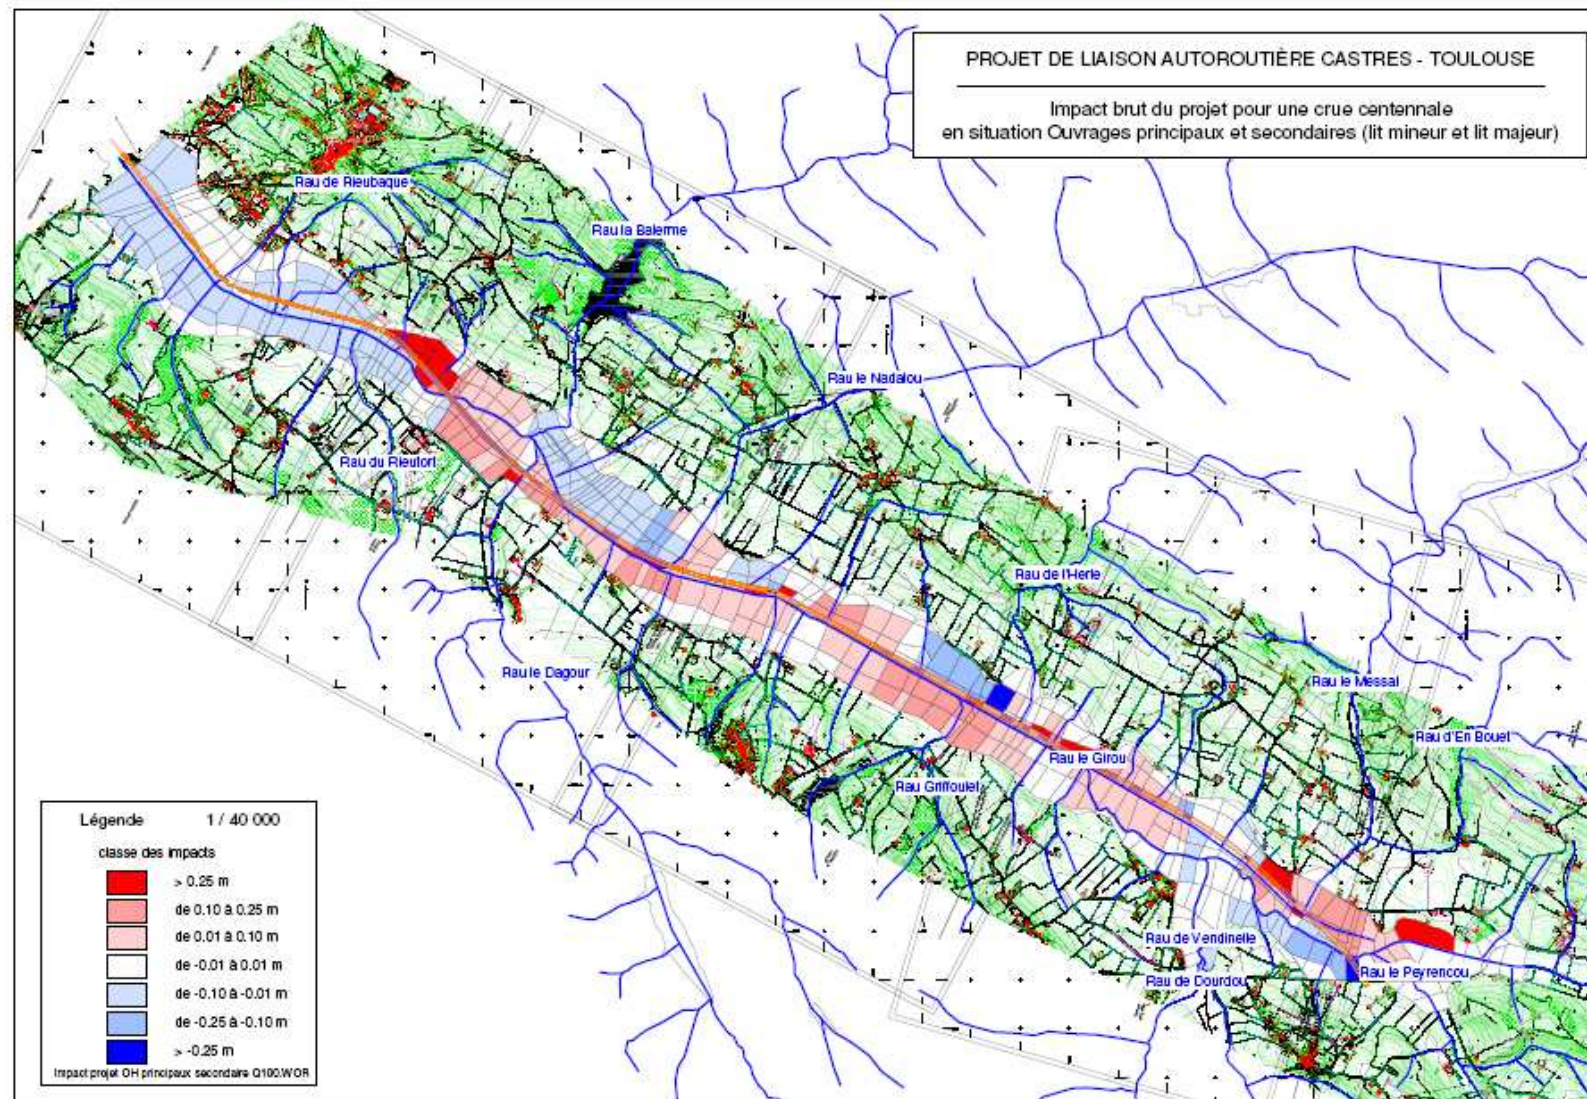 PROJET DE LIAISON AUTOROUTIÈRE CASTRES - TOULOUSE
Impact brut du projet pour une crue centennale
en situation Ouvrages principaux et secondaires (lit mineur et lit majeur)
Rau de Rieubaque
Rau la Balerme
Rau le Nadalou
Rau du Rieutort
Rau de l'Herle
Rau le Dagour
Rau le Messal
Rau d'En Bouet
Rau le Girou
Rau Griffoulet
Rau de Vendinelle
Rau le Peyrencou
Rau de Dourdou
Légende 1 / 40 000
classe des impacts
> 0.25 m
de 0.10 à 0.25 m
de 0.01 à 0.10 m
de -0.01 à 0.01 m
de -0.10 à -0.01 m
de -0.25 à -0.10 m
> -0.25 m
Impact projet OH principaux secondaire Q100.WOR